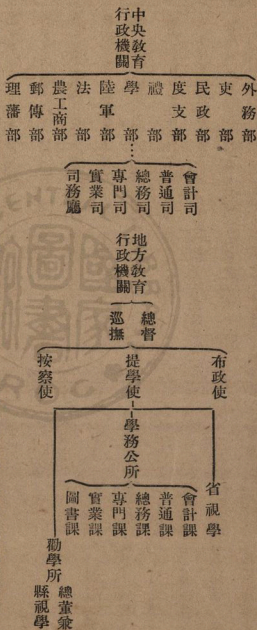 中央教育
行政機關
外務部
吏部
民政部
度支部
禮部
學部
陸軍部
法部
農工商部
郵傳部
理藩部
會計司
普通司
總務司
專門司
實業司
司務廳
地方教育
行政機關
總督
巡撫
布政使
提學使
按察使
學務公所
省視學
會計課
普通課
總務課
專門課
實業課
圖書課
勸學所
總董兼
縣視學